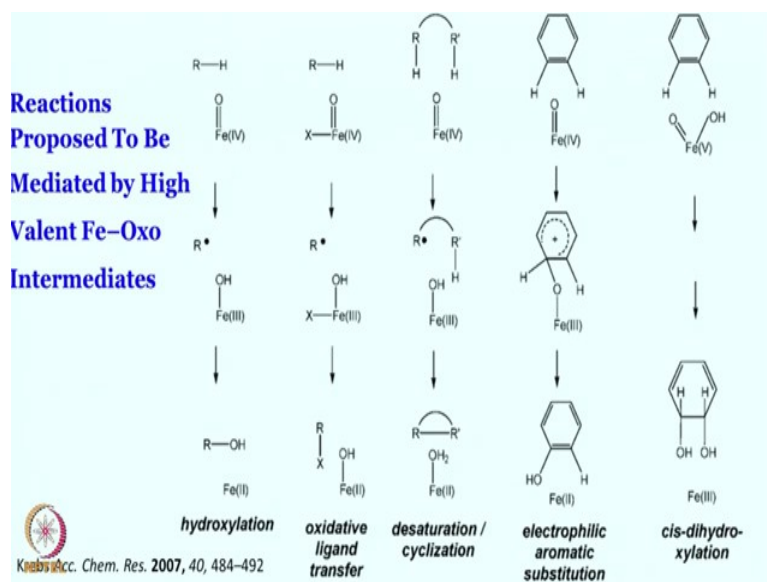 Reactions
Proposed To Be
Mediated by High
Valent Fe–Oxo
Intermediates
R—H
O
Fe(IV)
R•
OH
Fe(III)
R—OH
Fe(II)
hydroxylation
R—H
O
X—Fe(IV)
R•
OH
X—Fe(III)
R
X
OH
Fe(II)
oxidative
ligand
transfer
R R'
H H
O
Fe(IV)
R• R'
H
OH
Fe(III)
R—R'
OH2
Fe(II)
desaturation /
cyclization
H H
O
Fe(IV)
+
H
O H
Fe(III)
HO H
Fe(II)
electrophilic
aromatic
substitution
H H
O OH
Fe(V)
H H
OH OH
Fe(III)
cis-dihydro-
xylation
Acc. Chem. Res. 2007, 40, 484–492